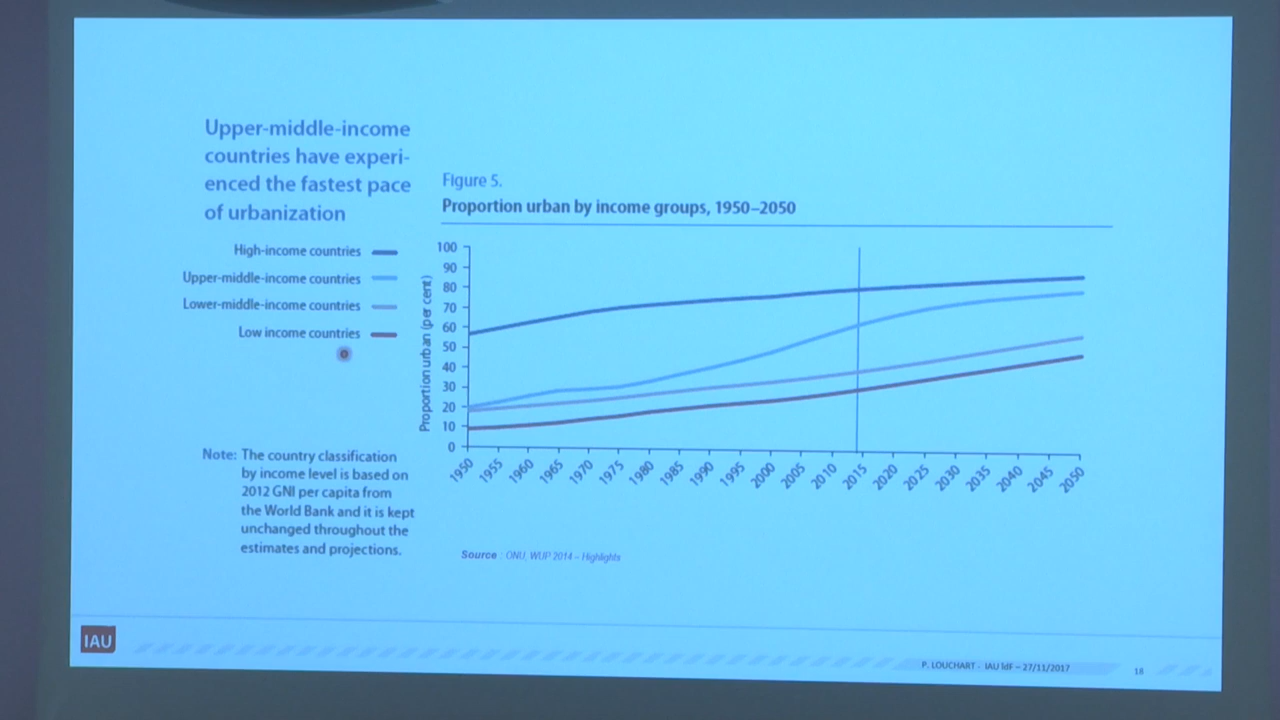 Upper-middle-income
countries have experi-
enced the fastest pace
of urbanization
High-income countries
Upper-middle-income countries
Lower-middle-income countries
Low income countries
Note: The country classification
by income level is based on
2012 GNI per capita from
the World Bank and it is kept
unchanged throughout the
estimates and projections.
Figure 5.
Proportion urban by income groups, 1950–2050
Proportion urban (per cent)
100
90
80
70
60
50
40
30
20
10
0
1950 1955 1960 1965 1970 1975 1980 1985 1990 1995 2000 2005 2010 2015 2020 2025 2030 2035 2040 2045 2050
Source : ONU, WUP 2014 – Highlights
IAU
P. LOUCHART - IAU îdF – 27/11/2017
18